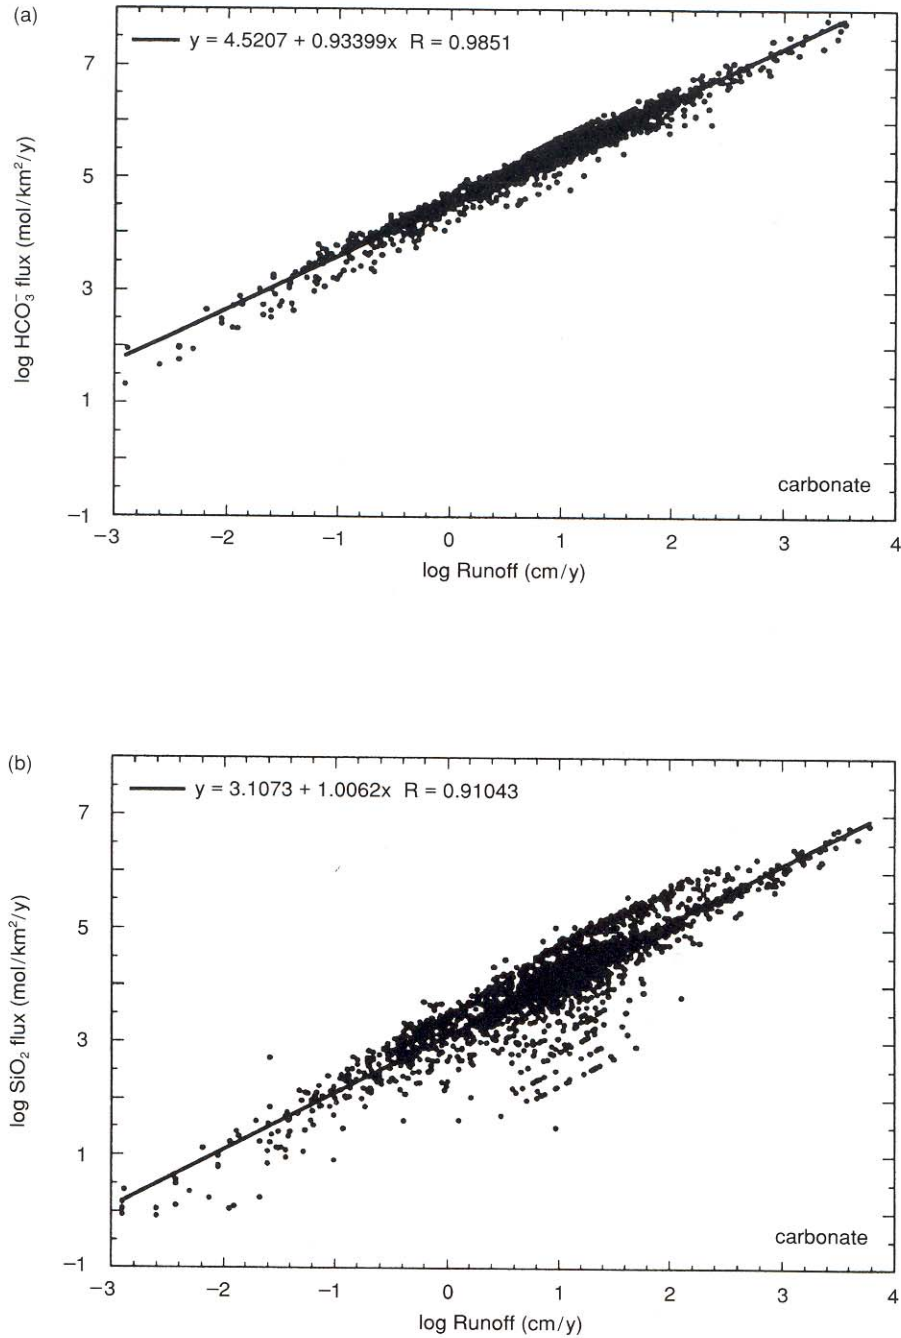 (a)
y = 4.5207 + 0.93399x R = 0.9851
7
5
3
1
−1
log HCO₃⁻ flux (mol/km²/y)
carbonate
−3 −2 −1 0 1 2 3 4
log Runoff (cm/y)
(b)
y = 3.1073 + 1.0062x R = 0.91043
7
5
3
1
−1
log SiO₂ flux (mol/km²/y)
carbonate
−3 −2 −1 0 1 2 3 4
log Runoff (cm/y)